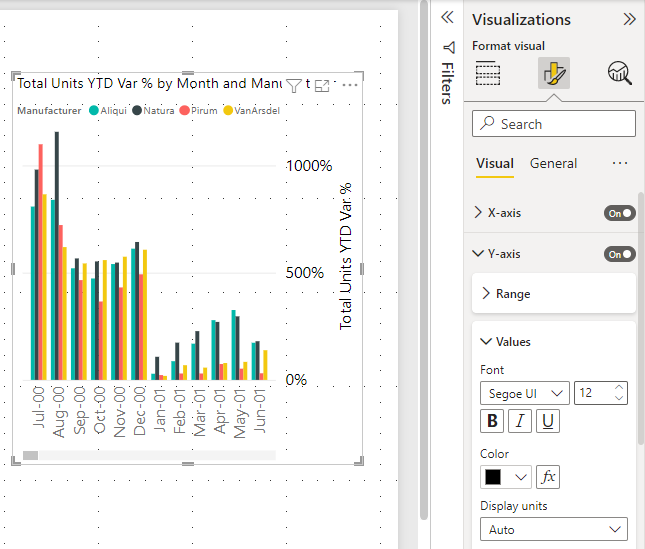 Total Units YTD Var % by Month and Manu t
Manufacturer Aliqui Natura Pirum VanArsdel
1000%
500%
0%
Total Units YTD Var %
Jul-00 Aug-00 Sep-00 Oct-00 Nov-00 Dec-00 Jan-01 Feb-01 Mar-01 Apr-01 May-01 Jun-01
Filters
Visualizations
Format visual
Search
Visual General
X-axis On
Y-axis On
Range
Values
Font
Segoe UI 12
B I U
Color
fx
Display units
Auto